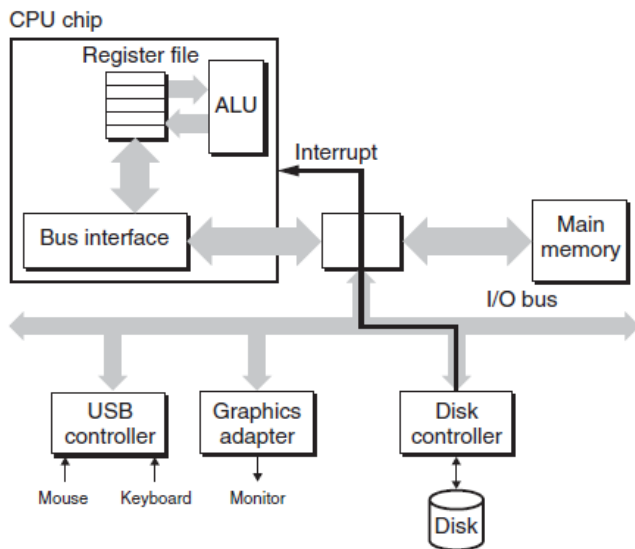 CPU chip
Register file
ALU
Interrupt
Bus interface
Main
memory
I/O bus
USB
controller
Graphics
adapter
Disk
controller
Mouse
Keyboard
Monitor
Disk